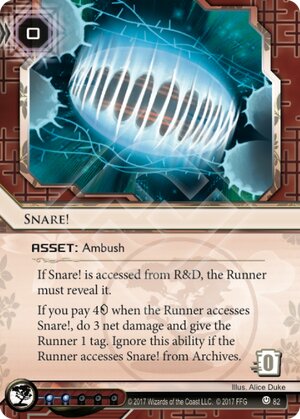 0
SNARE!
ASSET: Ambush
If Snare! is accessed from R&D, the Runner
must reveal it.
If you pay 4 when the Runner accesses
Snare!, do 3 net damage and give the
Runner 1 tag. Ignore this ability if the
Runner accesses Snare! from Archives.
0
Illus. Alice Duke
© 2017 Wizards of the Coast LLC. © 2017 FFG 82